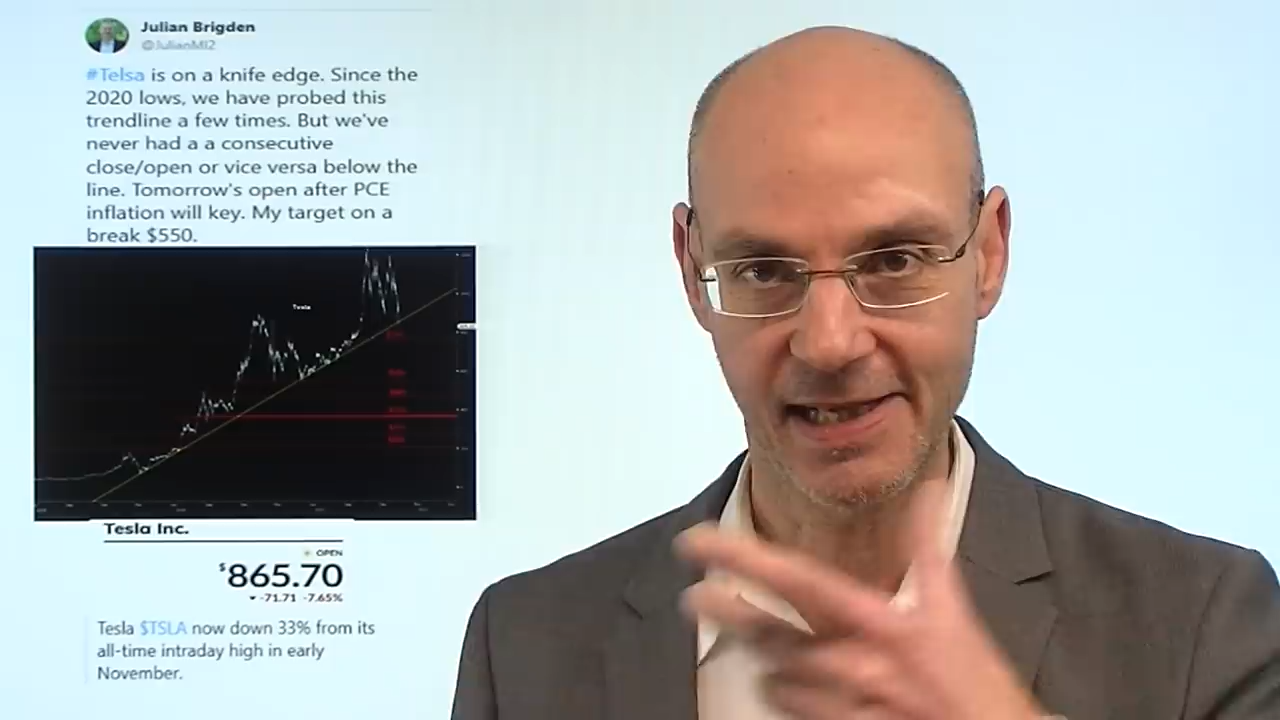 Julian Brigden
@JulianMI2
#Telsa is on a knife edge. Since the
2020 lows, we have probed this
trendline a few times. But we've
never had a a consecutive
close/open or vice versa below the
line. Tomorrow's open after PCE
inflation will key. My target on a
break $550.
Tesla
Tesla Inc.
OPEN
$865.70
▾ -71.71 -7.65%
Tesla $TSLA now down 33% from its
all-time intraday high in early
November.